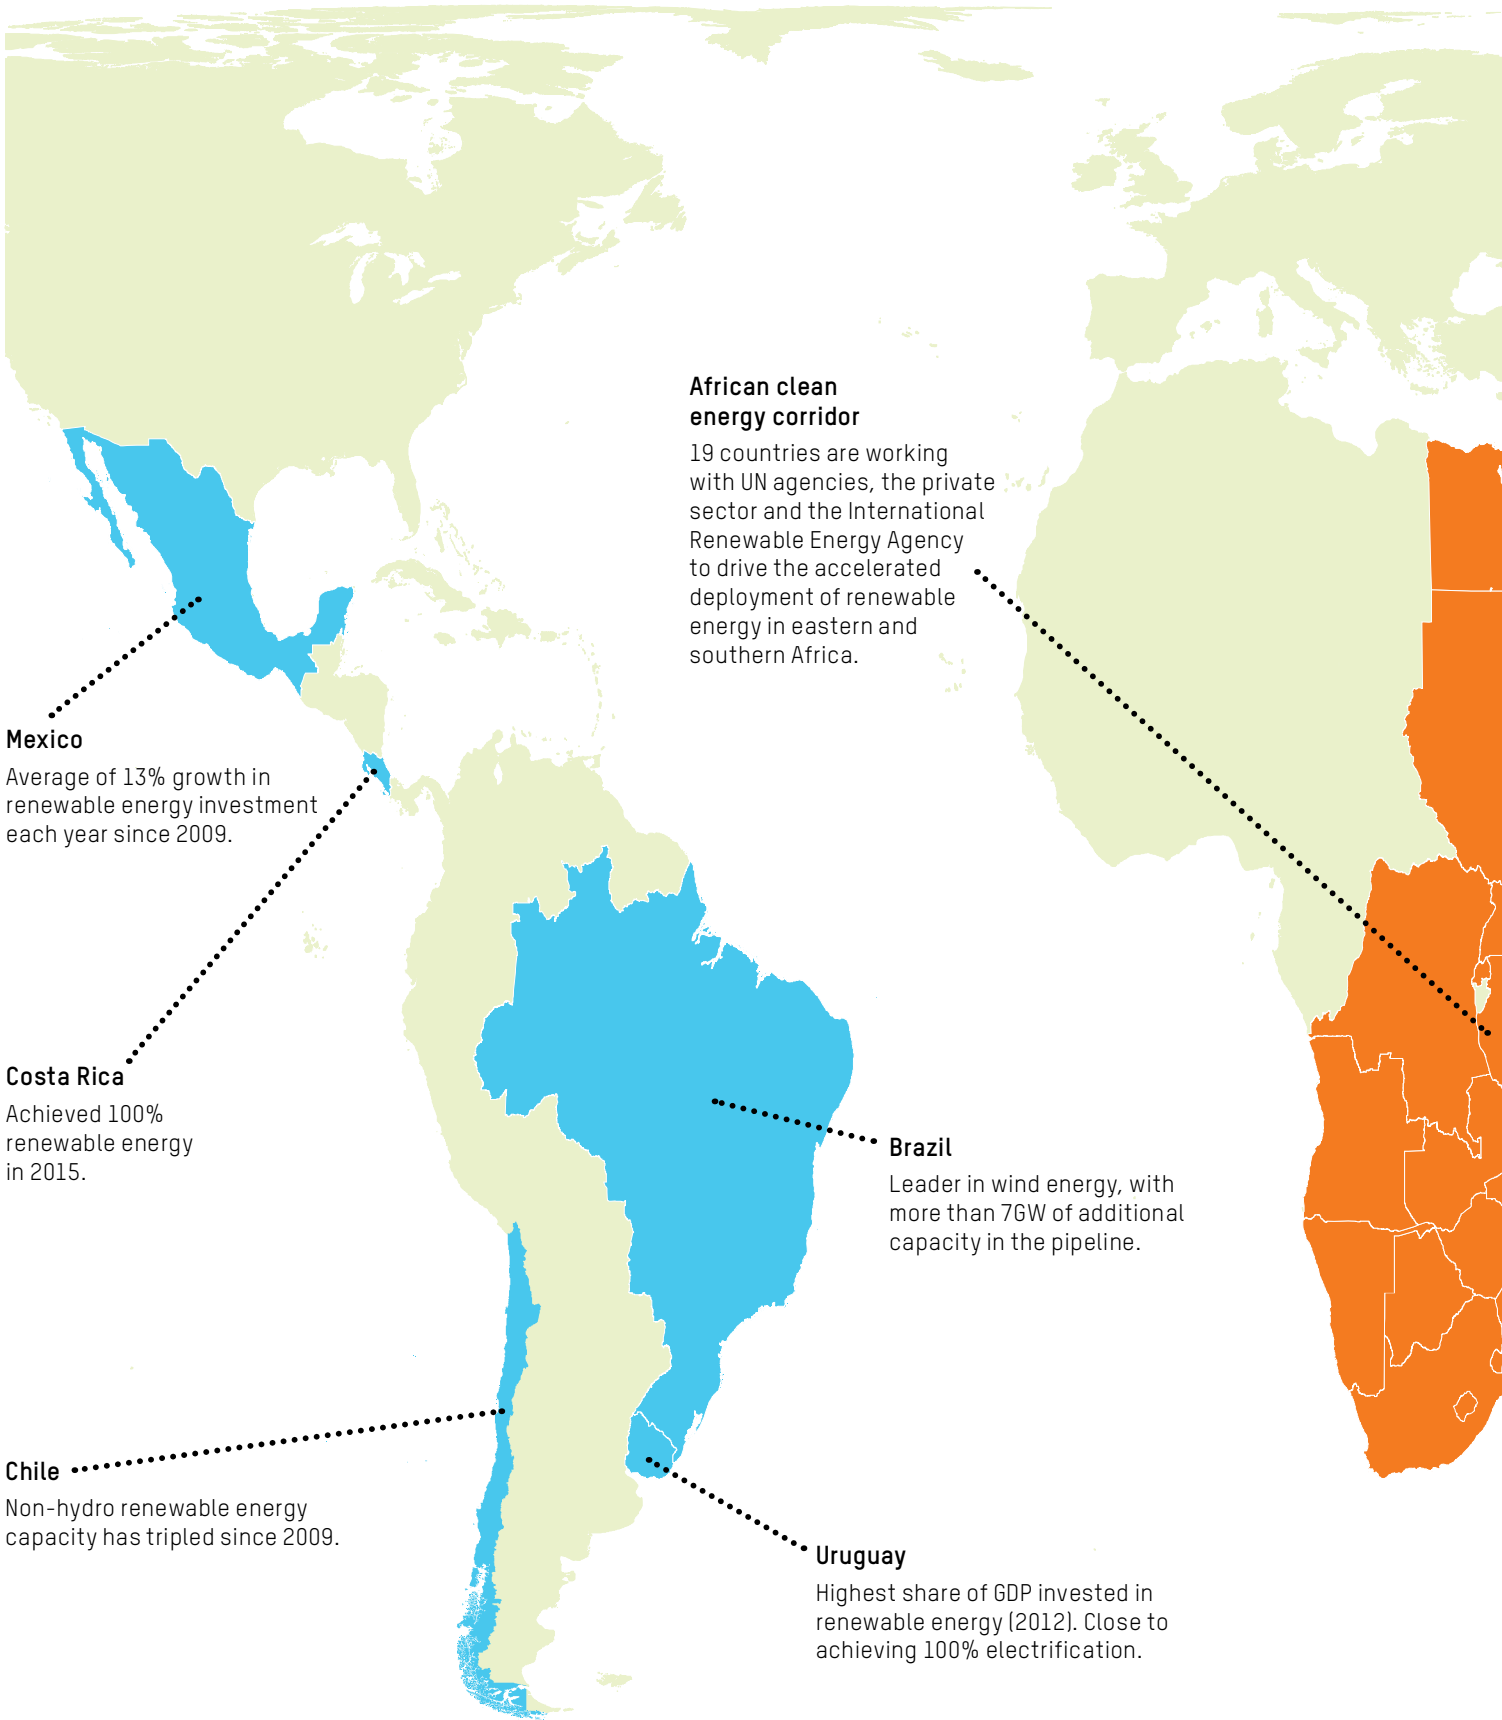 African clean
energy corridor
19 countries are working
with UN agencies, the private
sector and the International
Renewable Energy Agency
to drive the accelerated
deployment of renewable
energy in eastern and
southern Africa.
Mexico
Average of 13% growth in
renewable energy investment
each year since 2009.
Costa Rica
Achieved 100%
renewable energy
in 2015.
Brazil
Leader in wind energy, with
more than 7GW of additional
capacity in the pipeline.
Chile
Non-hydro renewable energy
capacity has tripled since 2009.
Uruguay
Highest share of GDP invested in
renewable energy (2012). Close to
achieving 100% electrification.